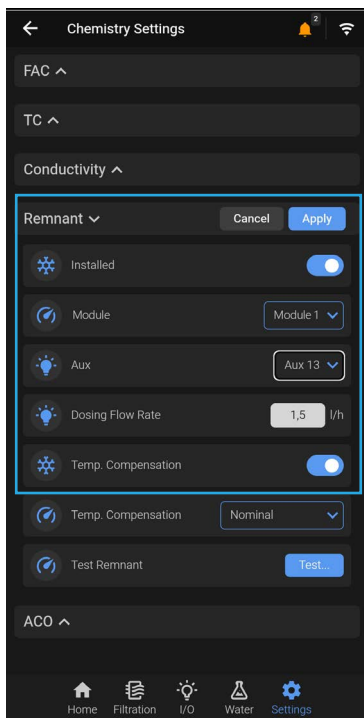 Chemistry Settings
2
FAC
TC
Conductivity
Remnant Cancel Apply
Installed
Module Module 1
Aux Aux 13
Dosing Flow Rate 1,5 l/h
Temp. Compensation
Temp. Compensation Nominal
Test Remnant Test...
ACO
Home Filtration I/O Water Settings